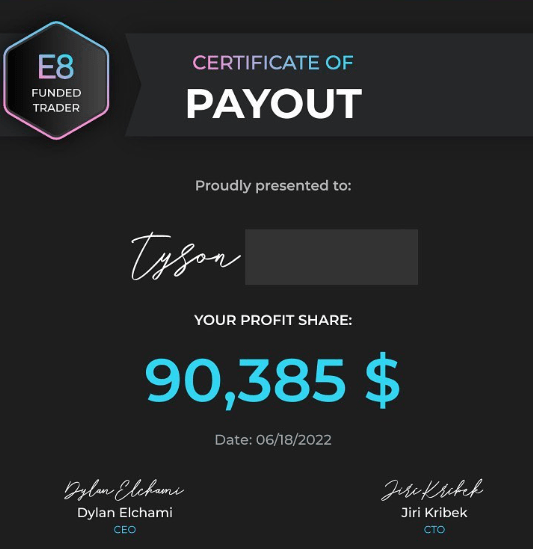 E8
FUNDED
TRADER
CERTIFICATE OF
PAYOUT
Proudly presented to:
Tyson
YOUR PROFIT SHARE:
90,385 $
Date: 06/18/2022
Dylan Elchami
Jiri Kribek
Dylan Elchami
Jiri Kribek
CEO
CTO